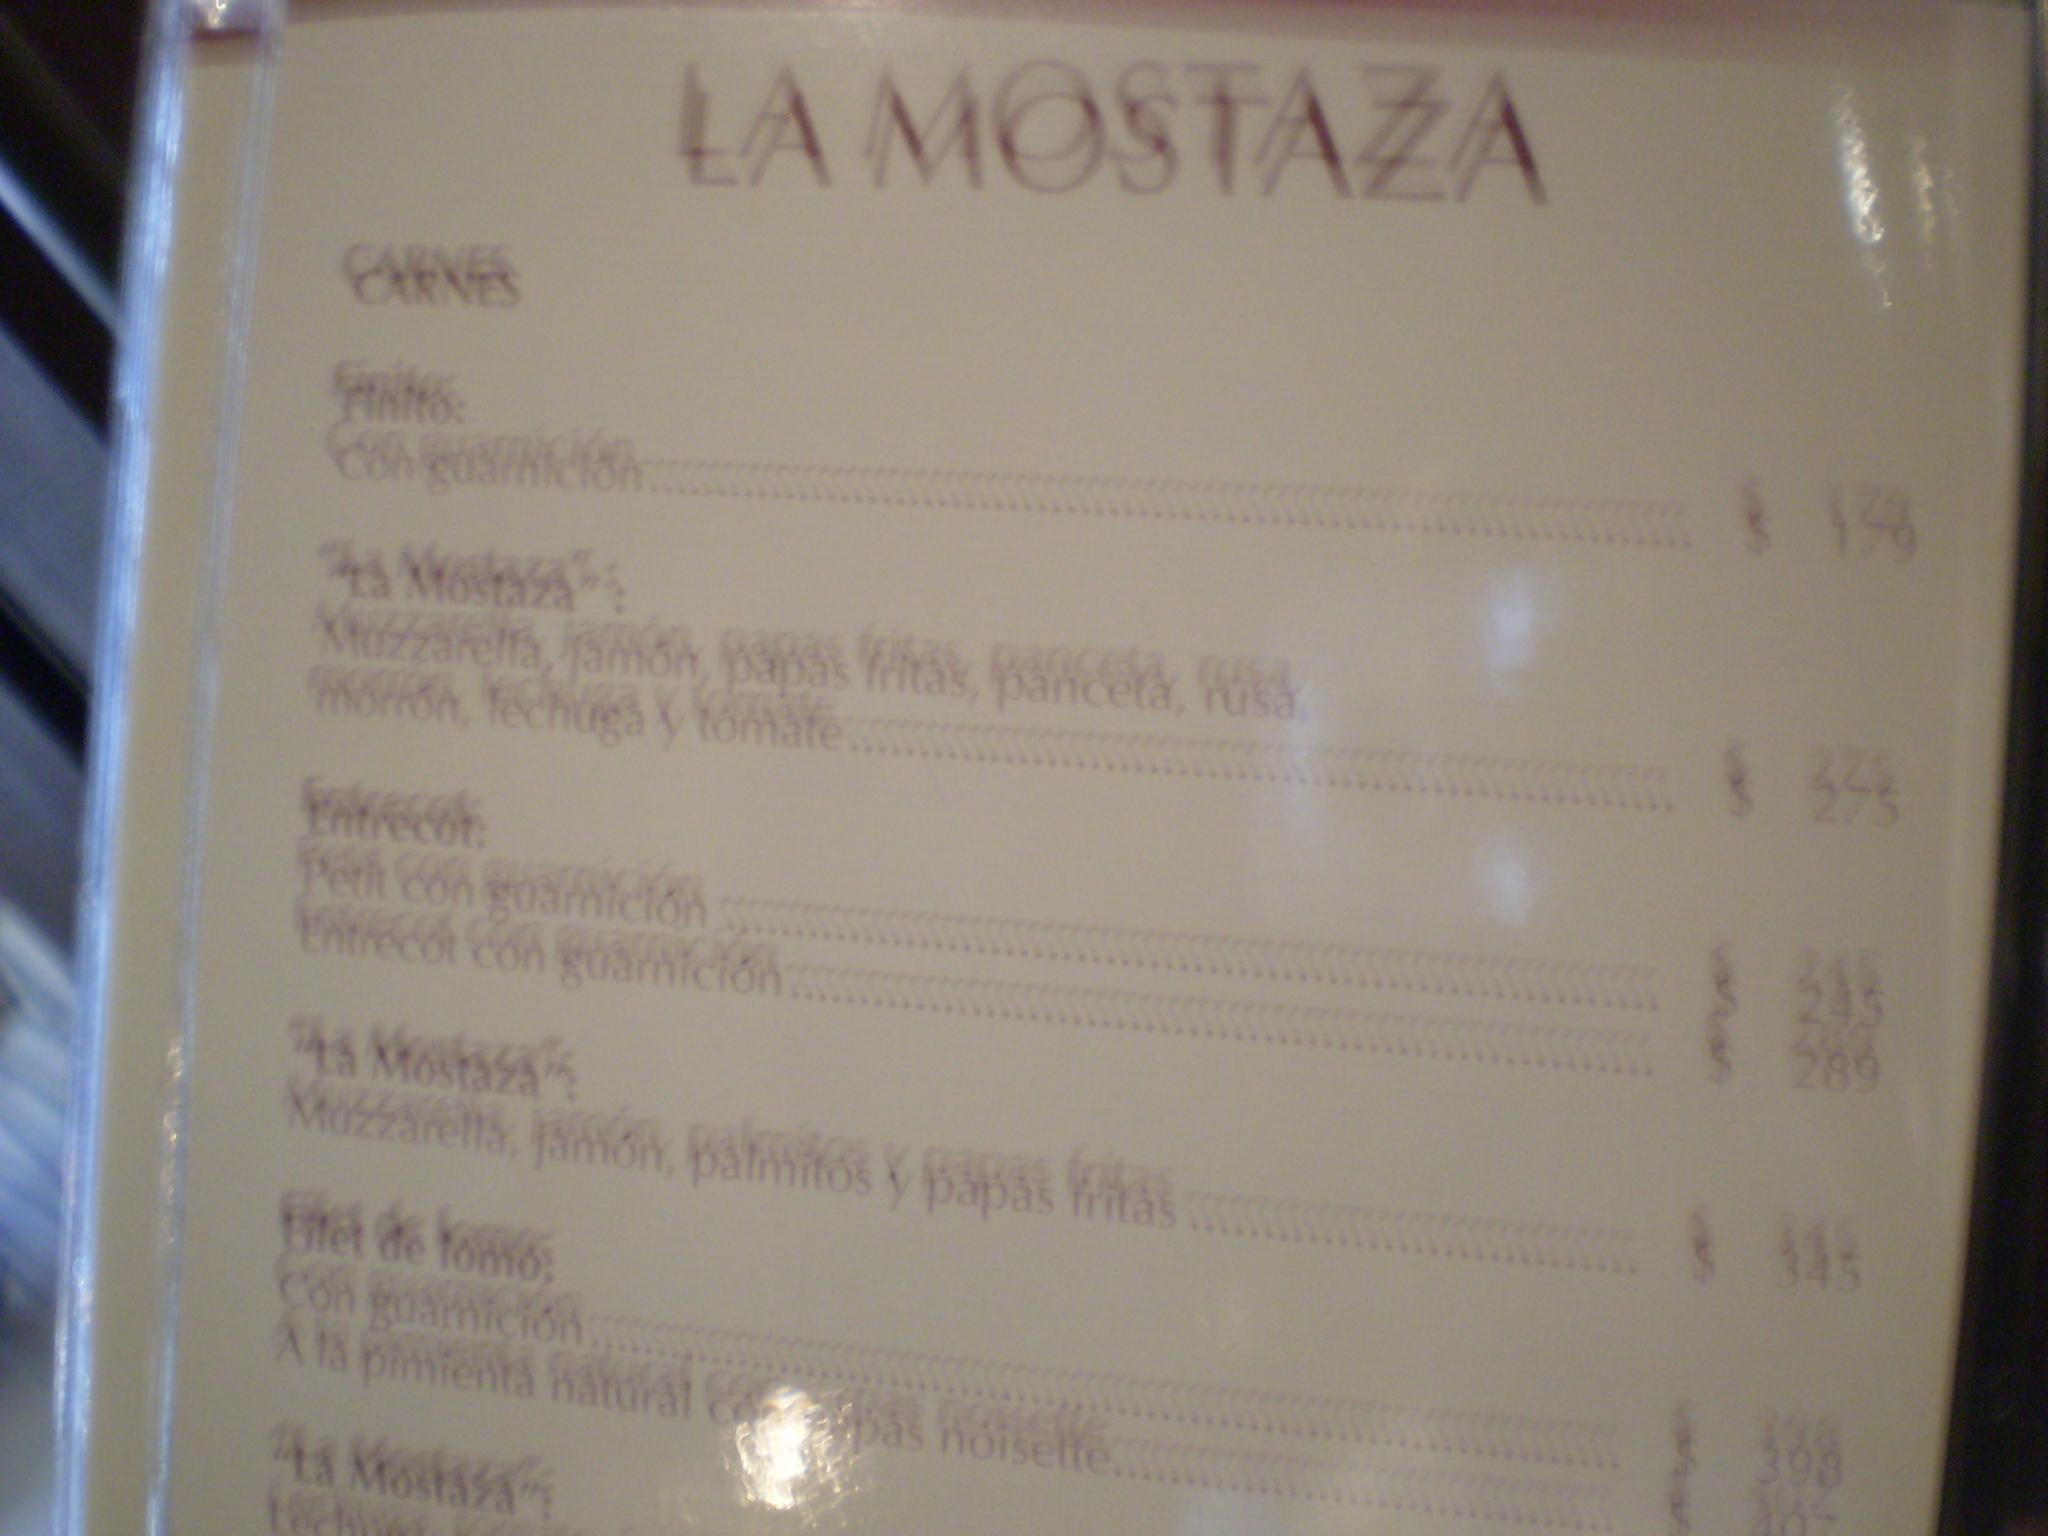 LA MOSTAZA
CARNES
Finito:
Con guarnición........ $ 179
"La Mostaza" :
Muzzarella, jamón, papas fritas, panceta, rusa,
morrón, lechuga y tomate........ $ 275
Entrecot:
Petit con guarnición ........ $ 245
Entrecot con guarnición........ $ 289
"La Mostaza":
Muzzarella, jamón, palmitos y papas fritas ........ $ 345
Filet de lomo:
Con guarnición........ $ 398
A la pimienta natural con papas noisette........ $ 407
"La Mostaza":